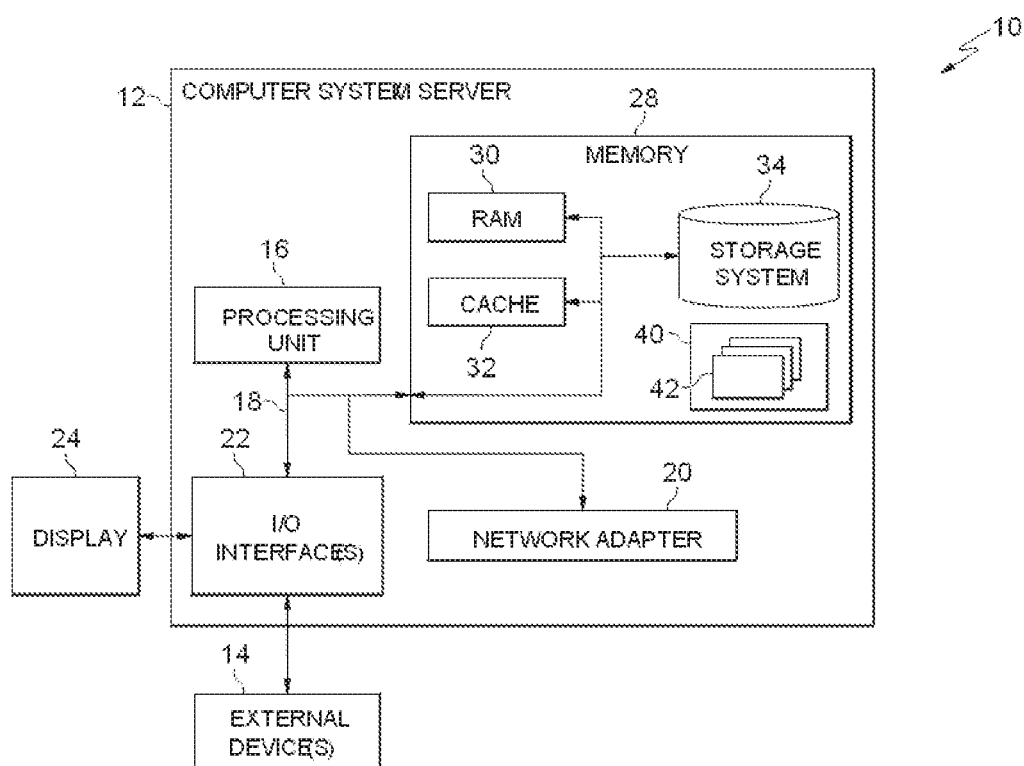 10
12
COMPUTER SYSTEM SERVER
28
MEMORY
30
RAM
34
STORAGE
SYSTEM
16
PROCESSING
UNIT
CACHE
32
40
42
18
24
22
20
DISPLAY
I/O
INTERFACES(S)
NETWORK ADAPTER
14
EXTERNAL
DEVICE(S)